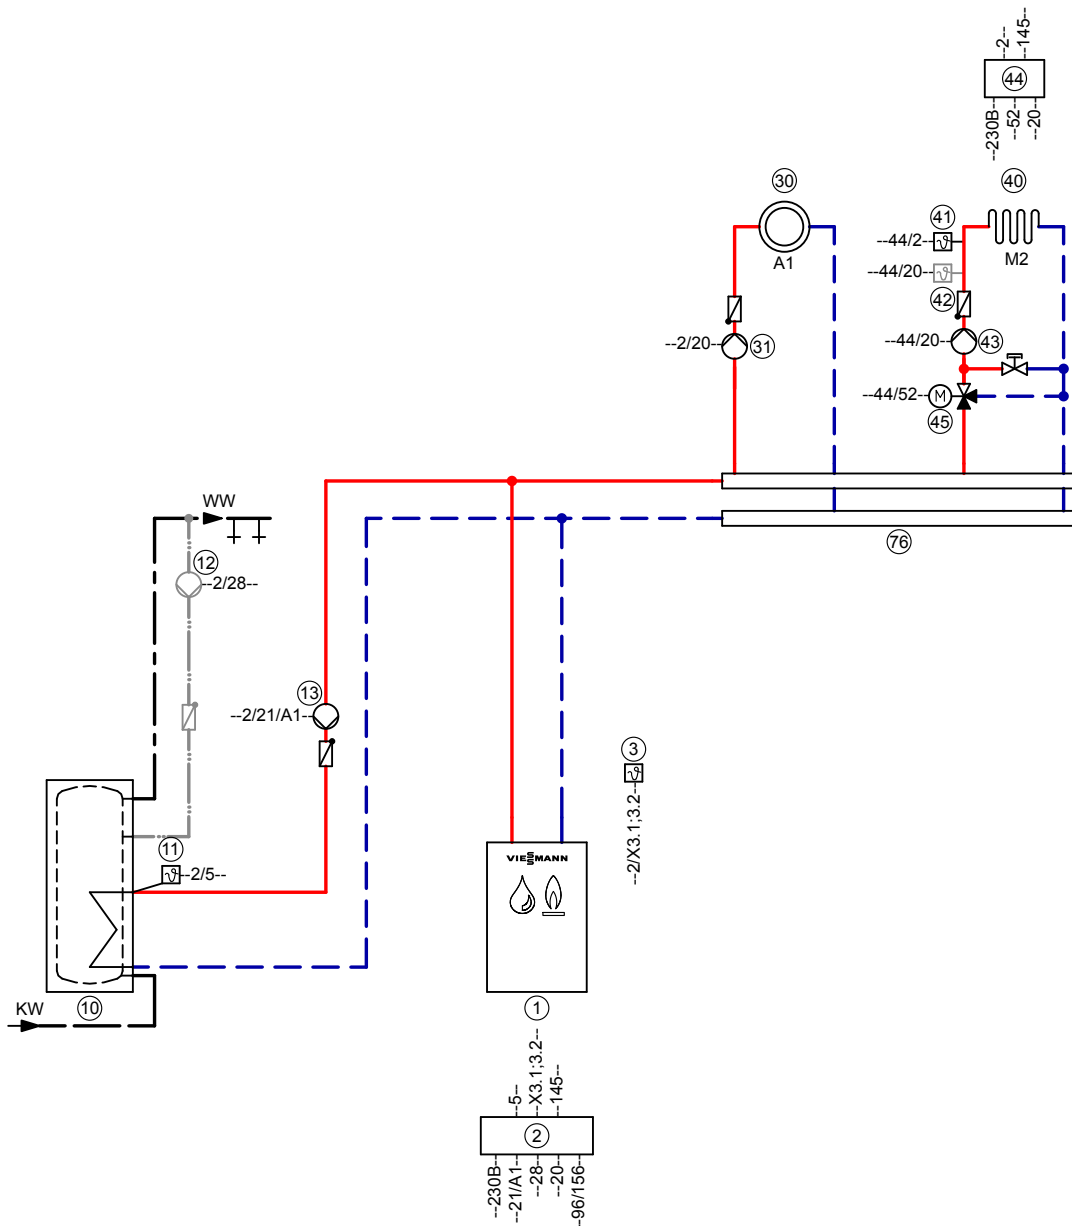 --2-
-145--
44
--230B-
--52-
--20--
30
40
41
--44/2--
A1
M2
--44/20--
42
--2/20--
31
--44/20--
43
--44/52--
M
45
WW
76
12
--2/28--
13
--2/21/A1--
3
--2/X3.1;3.2--
11
--2/5--
VIESMANN
KW
10
1
--5-
--X3.1;3.2--
--145--
2
--230B-
--21/A1-
--28--
--20--
-96/156--